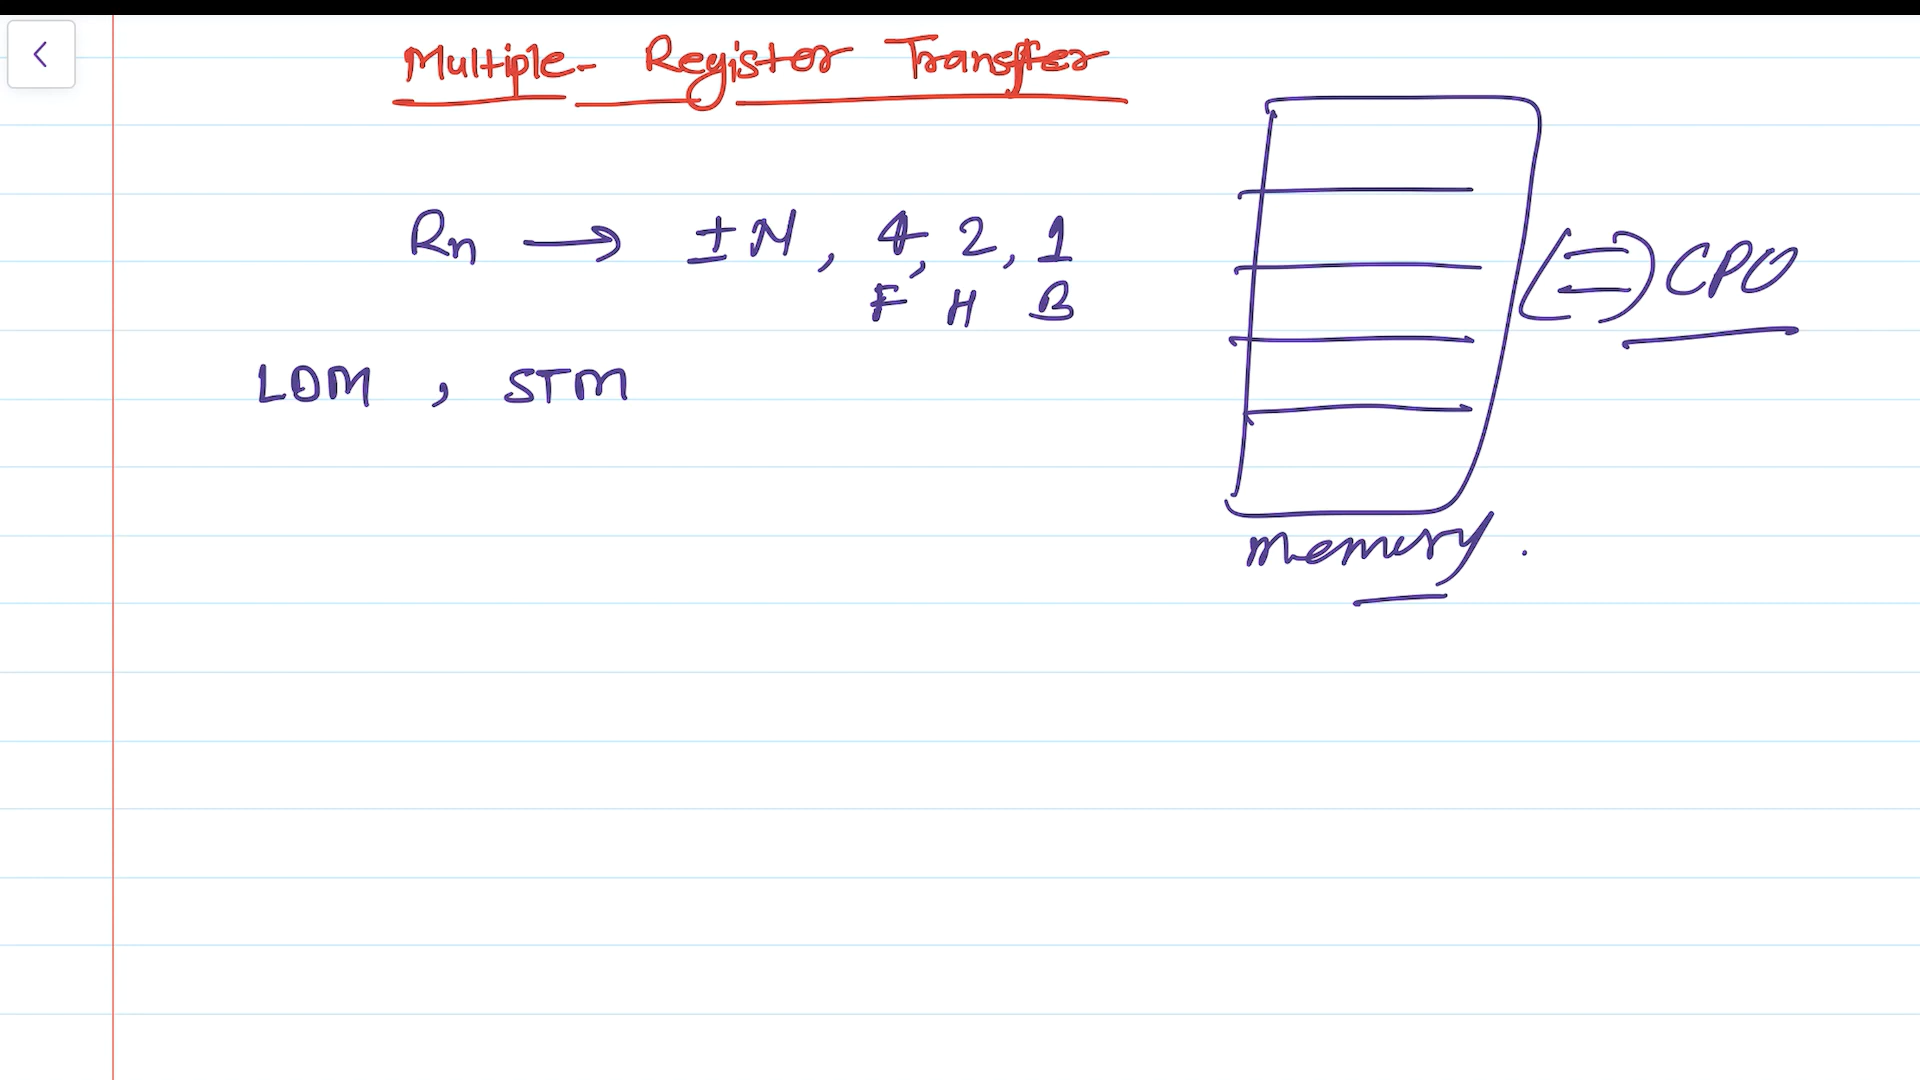 Multiple- Register Transfer
Rn → ±N, 4, 2, 1
F H B
CPU
LDM , STM
memory.